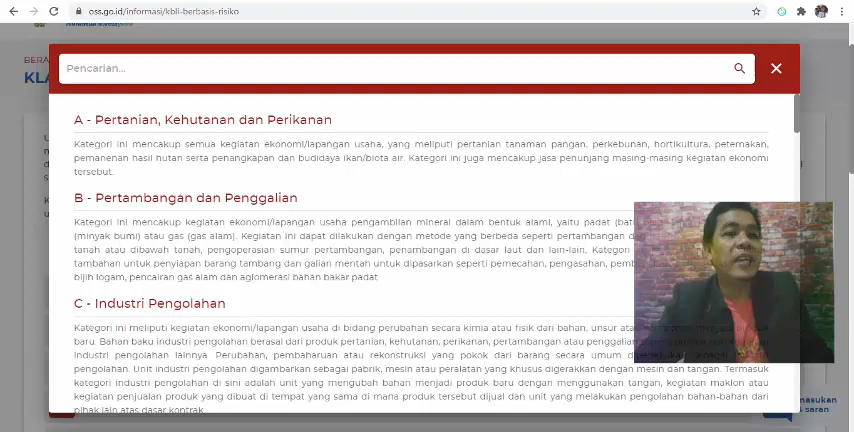 oss.go.id/informasi/kbli-berbasis-risiko
BERA
KLA
Pencarian...
A - Pertanian, Kehutanan dan Perikanan
Kategori ini mencakup semua kegiatan ekonomi/lapangan usaha, yang meliputi pertanian tanaman pangan, perkebunan, hortikultura, peternakan,
pemanenan hasil hutan serta penangkapan dan budidaya ikan/biota air. Kategori ini juga mencakup jasa penunjang masing-masing kegiatan ekonomi
tersebut.
B - Pertambangan dan Penggalian
Kategori ini mencakup kegiatan ekonomi/lapangan usaha pengambilan mineral dalam bentuk alami, yaitu padat (batu
(minyak bumi) atau gas (gas alam). Kegiatan ini dapat dilakukan dengan metode yang berbeda seperti pertambangan
tanah atau dibawah tanah, pengoperasian sumur pertambangan, penambangan di dasar laut dan lain-lain. Kategori
tambahan untuk penyiapan barang tambang dan galian mentah untuk dipasarkan seperti pemecahan, pengasahan,
bijih logam, pencairan gas alam dan aglomerasi bahan bakar padat
C - Industri Pengolahan
Kategori ini meliputi kegiatan ekonomi/lapangan usaha di bidang perubahan secara kimia atau fisik dari bahan, unsur atau
baru. Bahan baku industri pengolahan berasal dari produk pertanian, kehutanan, perikanan, pertambangan atau penggalian
industri pengolahan lainnya. Perubahan, pembaharuan atau rekonstruksi yang pokok dari barang secara umum
pengolahan. Unit industri pengolahan digambarkan sebagai pabrik, mesin atau peralatan yang khusus digerakkan dengan mesin dan tangan. Termasuk
kategori industri pengolahan di sini adalah unit yang mengubah bahan menjadi produk baru dengan menggunakan tangan, kegiatan maklon atau
kegiatan penjualan produk yang dibuat di tempat yang sama di mana produk tersebut dijual dan unit yang melakukan pengolahan bahan-bahan dari
pihak lain atas dasar kontrak
masukan
saran